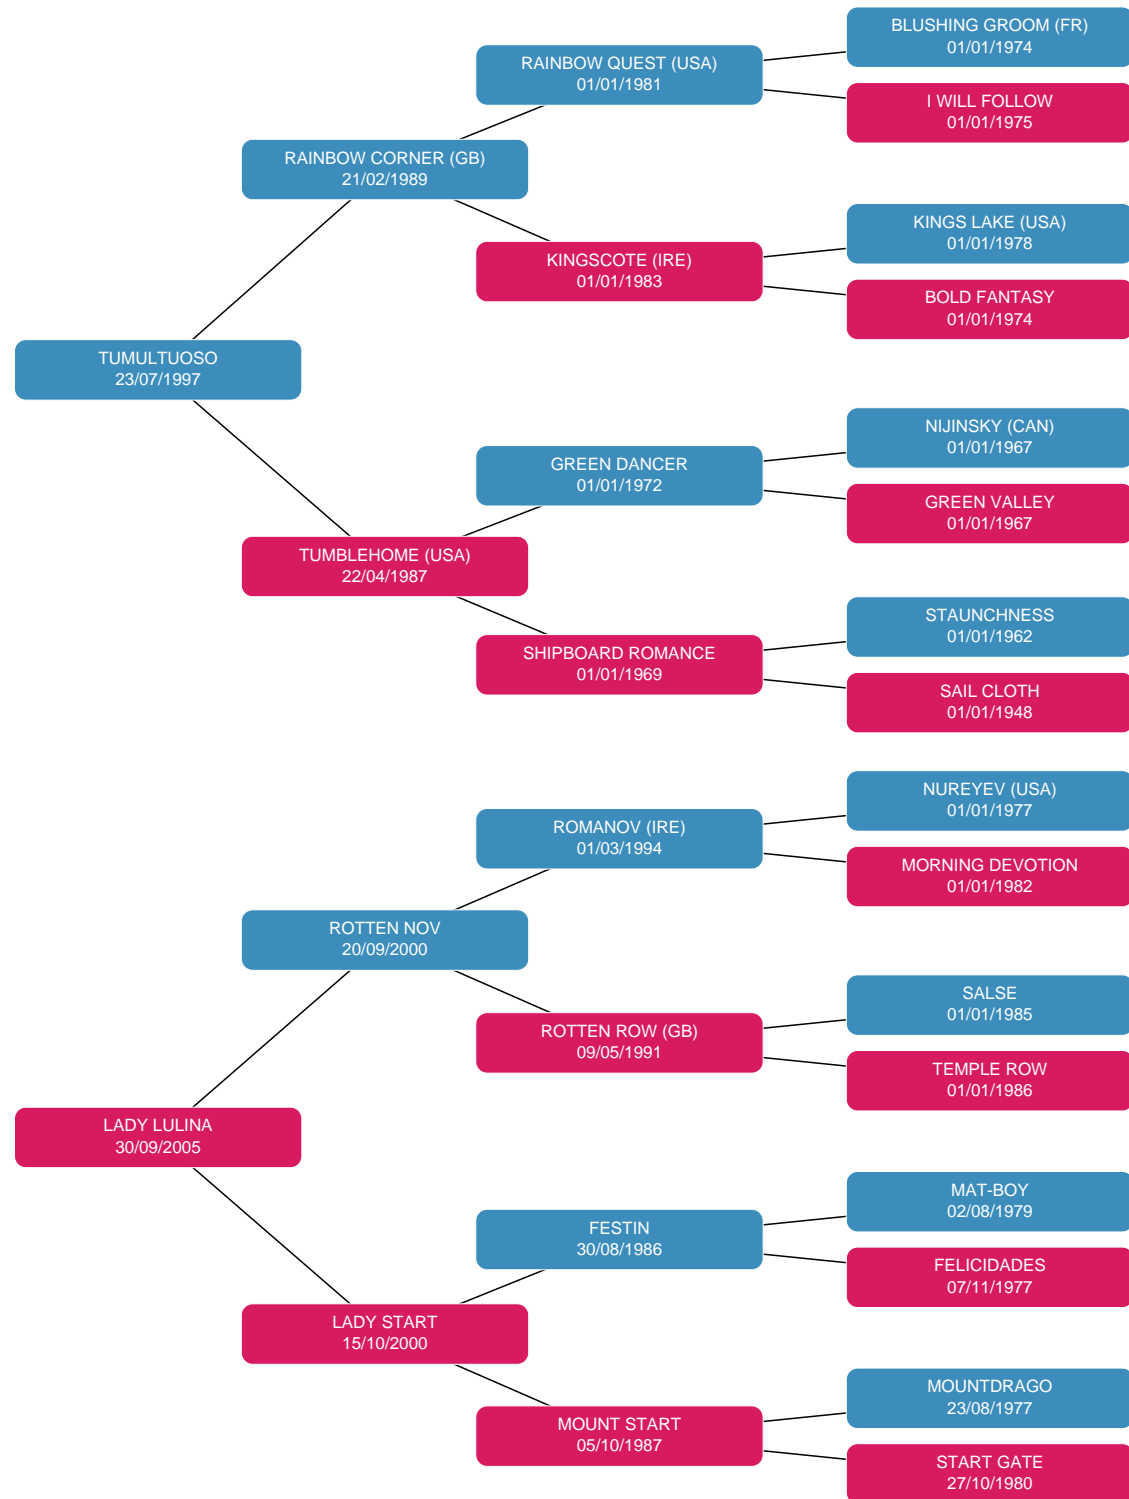 BLUSHING GROOM (FR)
01/01/1974
RAINBOW QUEST (USA)
01/01/1981
I WILL FOLLOW
01/01/1975
RAINBOW CORNER (GB)
21/02/1989
KINGS LAKE (USA)
01/01/1978
KINGSCOTE (IRE)
01/01/1983
BOLD FANTASY
01/01/1974
TUMULTUOSO
23/07/1997
NIJINSKY (CAN)
01/01/1967
GREEN DANCER
01/01/1972
GREEN VALLEY
01/01/1967
TUMBLEHOME (USA)
22/04/1987
STAUNCHNESS
01/01/1962
SHIPBOARD ROMANCE
01/01/1969
SAIL CLOTH
01/01/1948
NUREYEV (USA)
01/01/1977
ROMANOV (IRE)
01/03/1994
MORNING DEVOTION
01/01/1982
ROTTEN NOV
20/09/2000
SALSE
01/01/1985
ROTTEN ROW (GB)
09/05/1991
TEMPLE ROW
01/01/1986
LADY LULINA
30/09/2005
MAT-BOY
02/08/1979
FESTIN
30/08/1986
FELICIDADES
07/11/1977
LADY START
15/10/2000
MOUNTDRAGO
23/08/1977
MOUNT START
05/10/1987
START GATE
27/10/1980